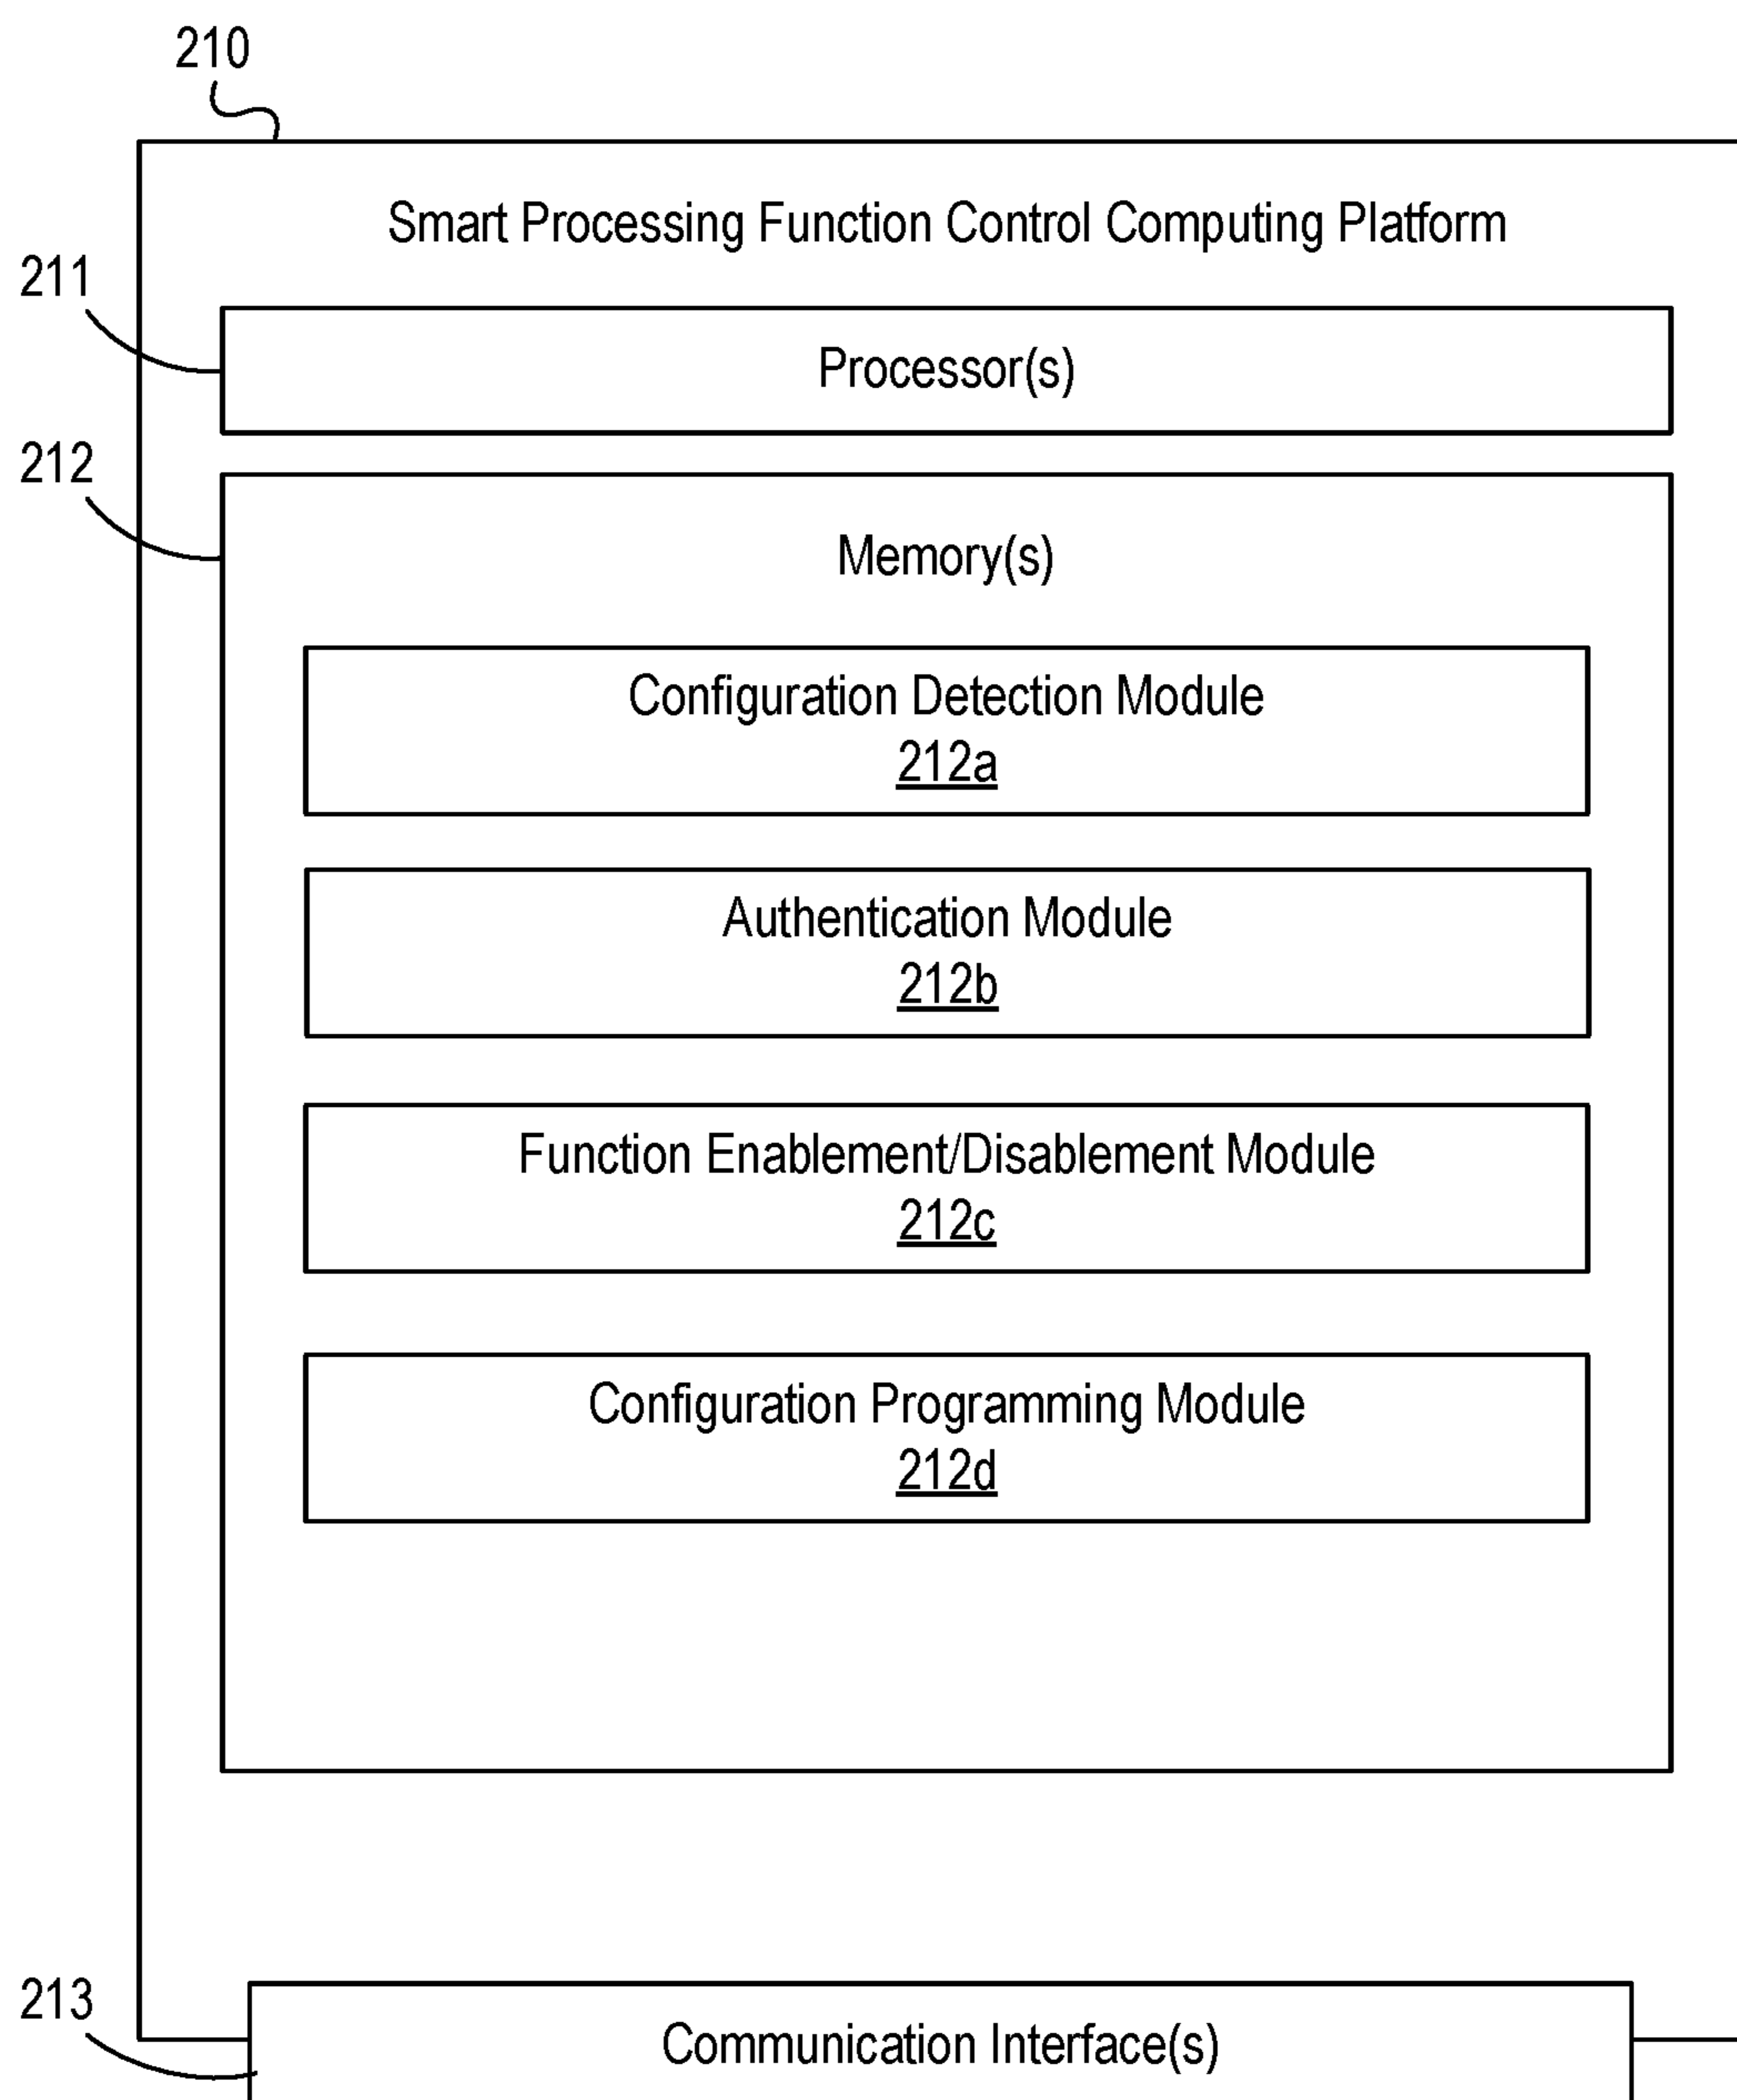 210
Smart Processing Function Control Computing Platform
211
Processor(s)
212
Memory(s)
Configuration Detection Module
212a
Authentication Module
212b
Function Enablement/Disablement Module
212c
Configuration Programming Module
212d
213
Communication Interface(s)